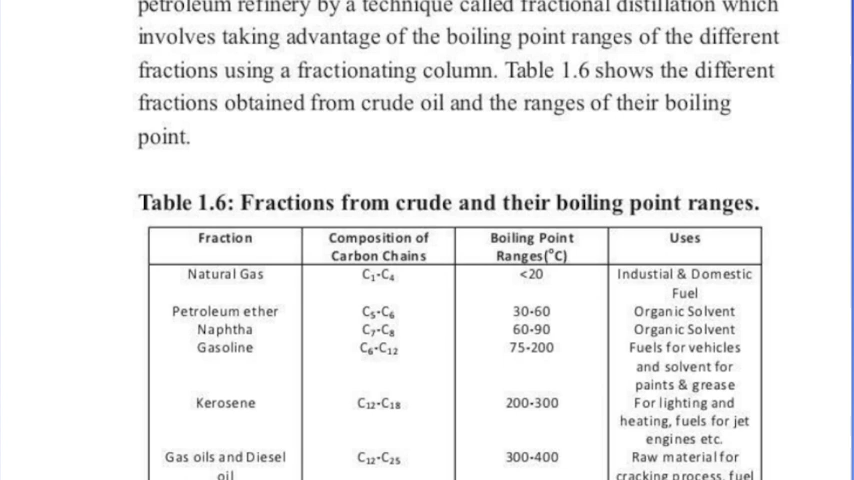 petroleum refinery by a technique called fractional distillation which
involves taking advantage of the boiling point ranges of the different
fractions using a fractionating column. Table 1.6 shows the different
fractions obtained from crude oil and the ranges of their boiling
point.
Table 1.6: Fractions from crude and their boiling point ranges.
Fraction Composition of Carbon Chains Boiling Point Ranges(°C) Uses
Natural Gas C₁-C₄ <20 Industial & Domestic
Fuel
Petroleum ether C₅-C₆ 30-60 Organic Solvent
Naphtha C₇-C₈ 60-90 Organic Solvent
Gasoline C₆-C₁₂ 75-200 Fuels for vehicles
and solvent for
paints & grease
Kerosene C₁₂-C₁₈ 200-300 For lighting and
heating, fuels for jet
engines etc.
Gas oils and Diesel C₁₂-C₂₅ 300-400 Raw material for
oil cracking process, fuel